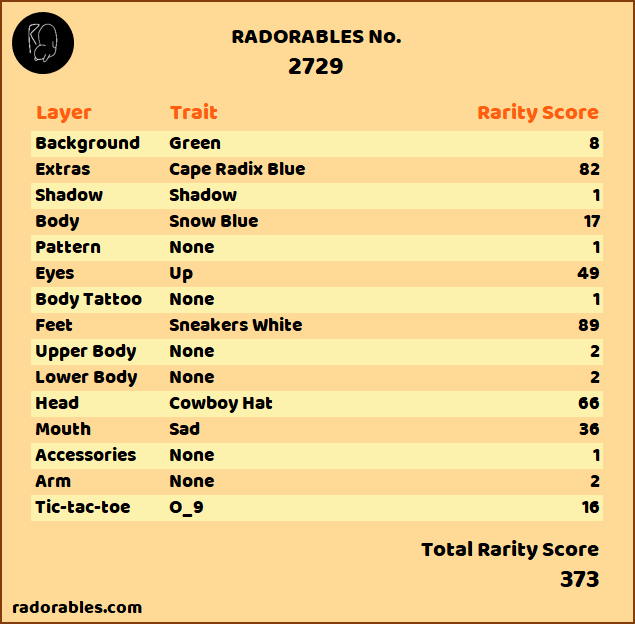 RADORABLES No.
2729
Layer Trait Rarity Score
Background Green 8
Extras Cape Radix Blue 82
Shadow Shadow 1
Body Snow Blue 17
Pattern None 1
Eyes Up 49
Body Tattoo None 1
Feet Sneakers White 89
Upper Body None 2
Lower Body None 2
Head Cowboy Hat 66
Mouth Sad 36
Accessories None 1
Arm None 2
Tic-tac-toe O_9 16
Total Rarity Score
373
radorables.com